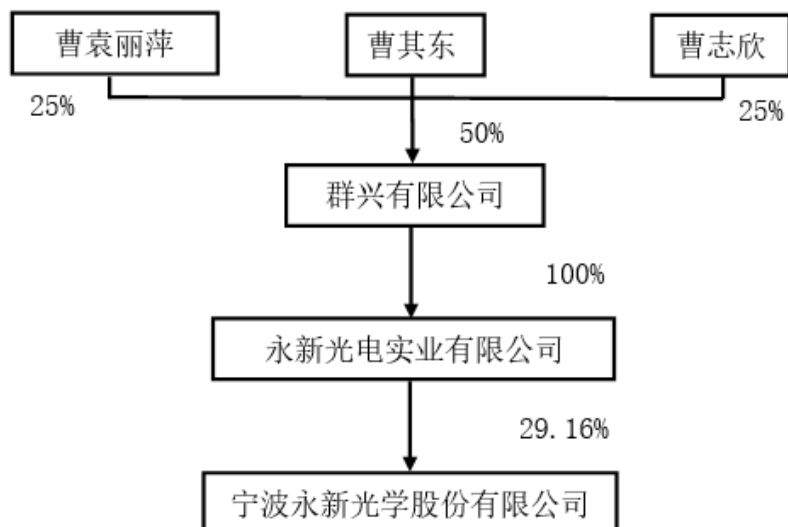 曹袁丽萍
曹其东
曹志欣
25%
50%
25%
群兴有限公司
100%
永新光电实业有限公司
29.16%
宁波永新光学股份有限公司